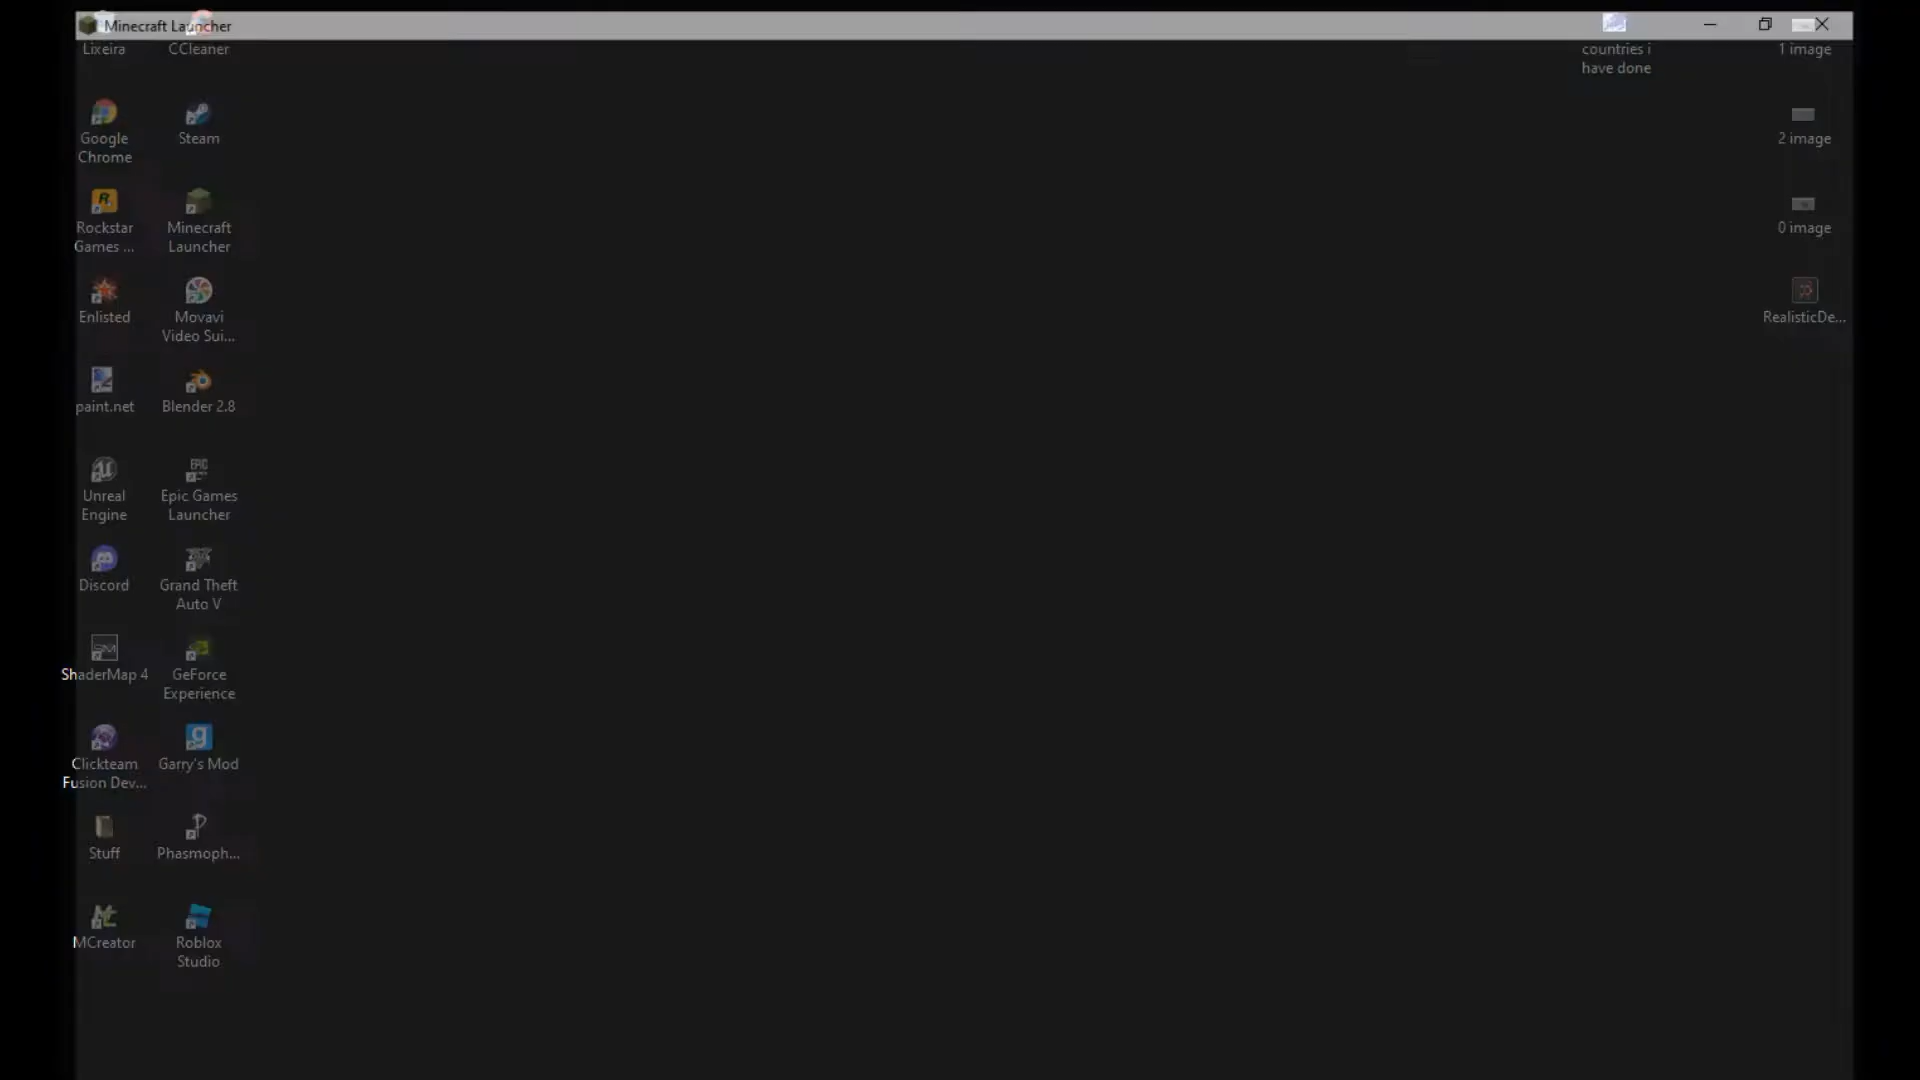 Minecraft Launcher
Lixeira
CCleaner
countries i
have done
1 image
Google
Chrome
Steam
2 image
Rockstar
Games ...
Minecraft
Launcher
0 image
Enlisted
Movavi
Video Sui...
RealisticDe...
paint.net
Blender 2.8
Unreal
Engine
Epic Games
Launcher
Discord
Grand Theft
Auto V
ShaderMap 4
GeForce
Experience
Clickteam
Fusion Dev...
Garry's Mod
Stuff
Phasmoph...
MCreator
Roblox
Studio